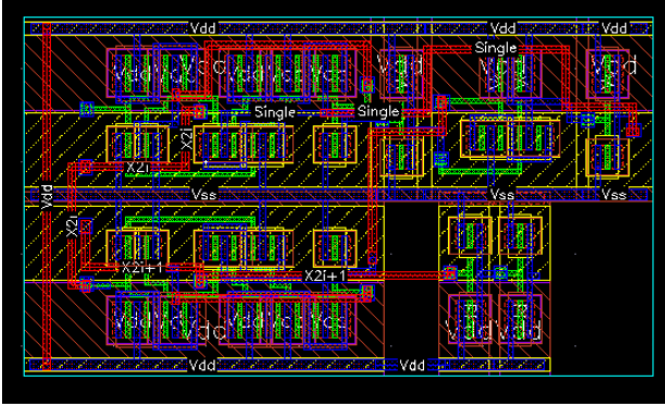 Vdd Vdd Vdd
Single
Vdd Vdd Vdd Vdd
Single Single
X2i
X2i
Vdd
Vss Vss Vss
X2i
X2i+1 X2i+1
Vdd Vdd Vdd
Vdd Vdd